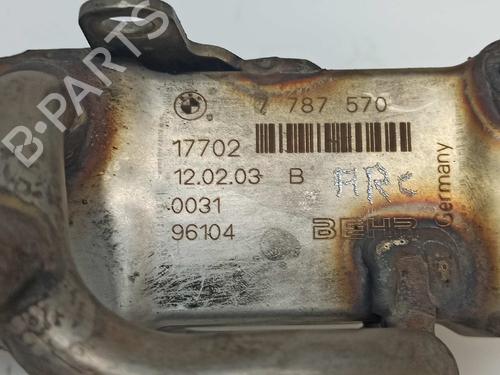 B-PARTS
7 787 570
17702
12.02.03 B
0031
96104
BEHR
Germany